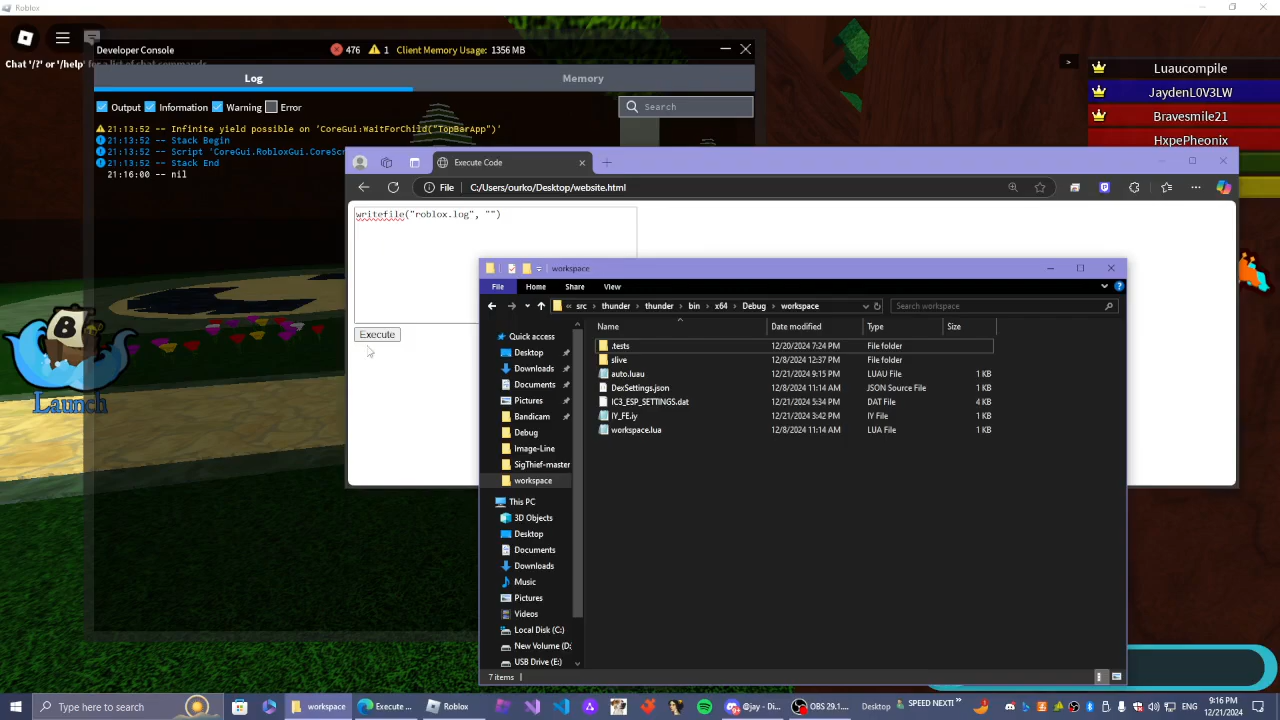 Roblox
Developer Console
476
1
Client Memory Usage: 1356 MB
Chat '/?' or '/help' for a list of chat commands
Log
Memory
Output
Information
Warning
Error
Search
21:13:52 -- Infinite yield possible on 'CoreGui:WaitForChild("TopBarApp")'
21:13:52 -- Stack Begin
21:13:52 -- Script 'CoreGui.RobloxGui.CoreScr
21:13:52 -- Stack End
21:16:00 -- nil
>
Luaucompile
JaydenL0V3LW
Bravesmile21
HxpePheonix
Execute Code
File
C:/Users/ourko/Desktop/website.html
writefile("roblox.log", "")
Execute
Launch
workspace
File
Home
Share
View
« src > thunder > thunder > bin > x64 > Debug > workspace
Search workspace
Name
Date modified
Type
Size
.tests
12/20/2024 7:24 PM
File folder
slive
12/8/2024 12:37 PM
File folder
auto.luau
12/21/2024 9:15 PM
LUAU File
1 KB
DexSettings.json
12/8/2024 11:14 AM
JSON Source File
1 KB
IC3_ESP_SETTINGS.dat
12/21/2024 5:34 PM
DAT File
4 KB
IY_FE.iy
12/21/2024 3:42 PM
IY File
1 KB
workspace.lua
12/8/2024 11:14 AM
LUA File
1 KB
Quick access
Desktop
Downloads
Documents
Pictures
Bandicam
Debug
Image-Line
SigThief-master
workspace
This PC
3D Objects
Desktop
Documents
Downloads
Music
Pictures
Videos
Local Disk (C:)
New Volume (D:
USB Drive (E:)
7 items
Type here to search
workspace
Execute ...
Roblox
@jay - Di...
OBS 29.1....
Desktop
SPEED NEXT!
9:16 PM
12/21/2024